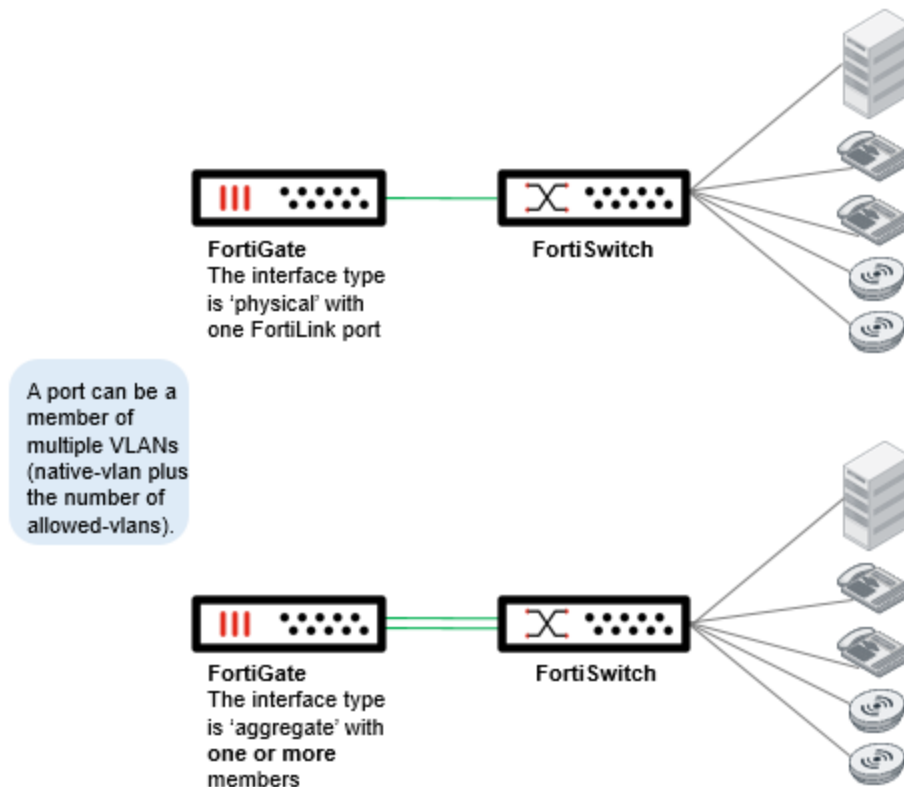 FortiGate
The interface type
is ‘physical’ with
one FortiLink port
FortiSwitch
A port can be a
member of
multiple VLANs
(native-vlan plus
the number of
allowed-vlans).
FortiGate
The interface type
is ‘aggregate’ with
one or more
members
FortiSwitch